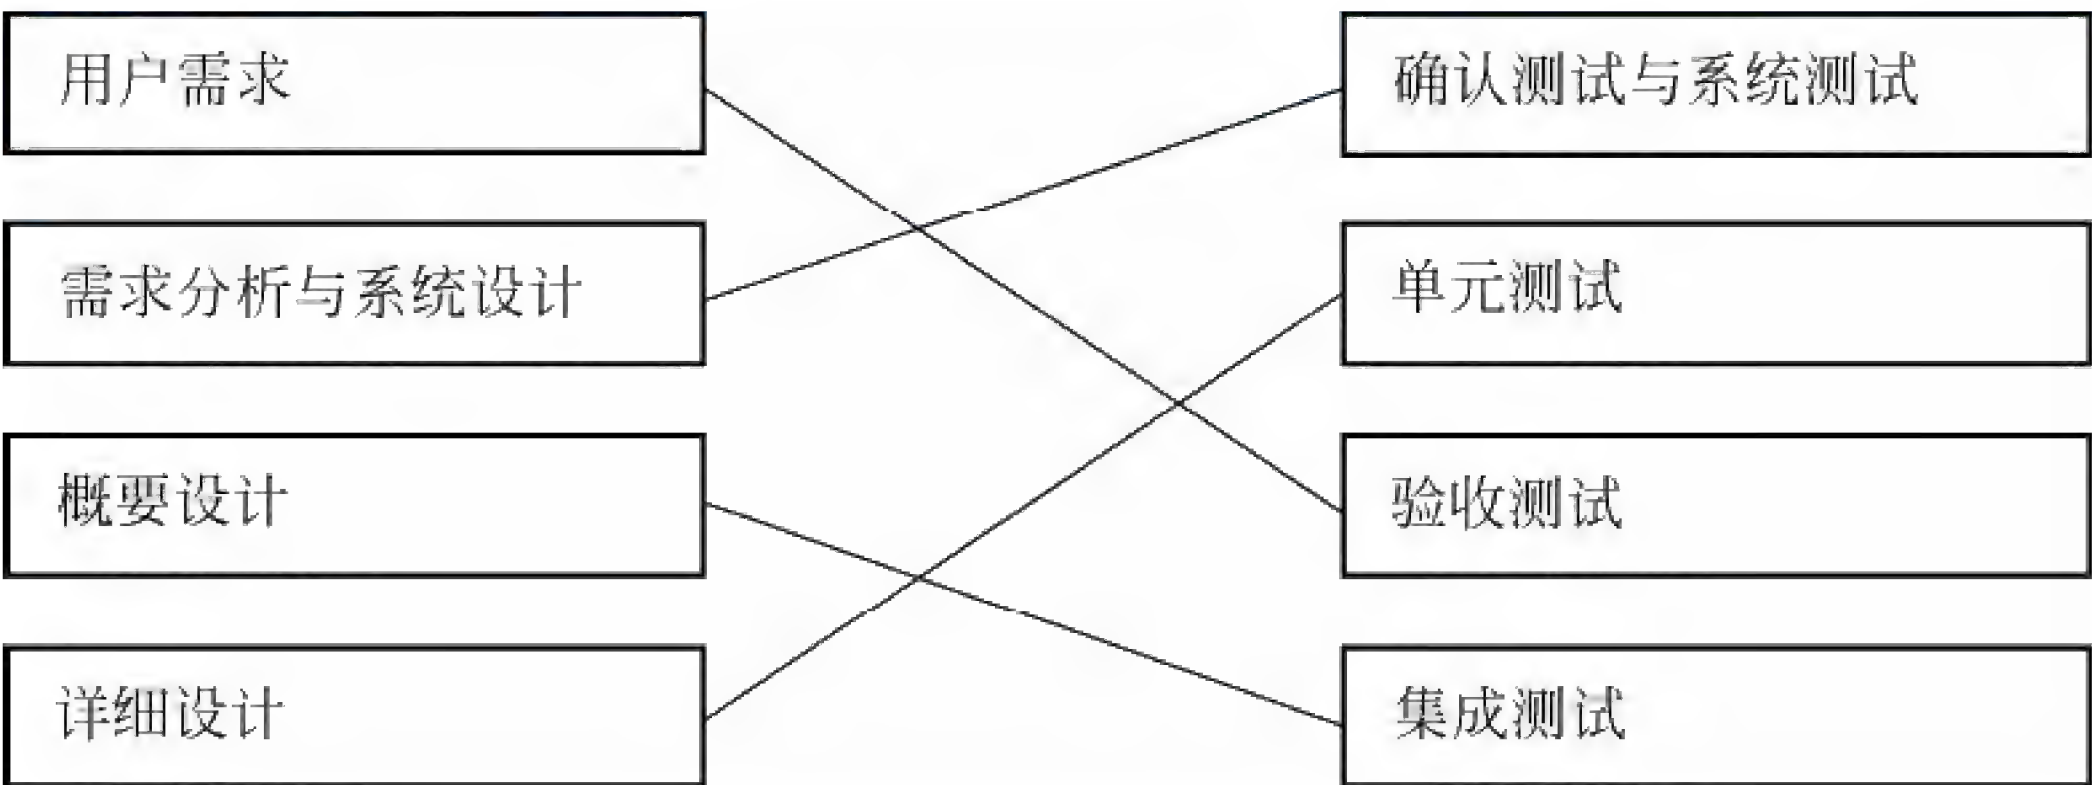 用户需求
确认测试与系统测试
需求分析与系统设计
单元测试
概要设计
验收测试
详细设计
集成测试